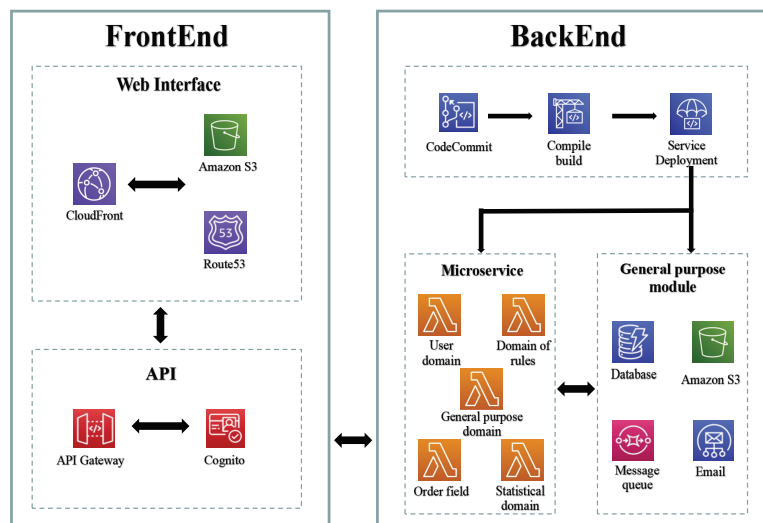 FrontEnd
Web Interface
Amazon S3
CloudFront
53
Route53
API
API Gateway
Cognito
BackEnd
CodeCommit
Compile
build
Service
Deployment
Microservice
User
domain
Domain of
rules
General purpose
domain
Order field
Statistical
domain
General purpose
module
Database
Amazon S3
Message
queue
Email